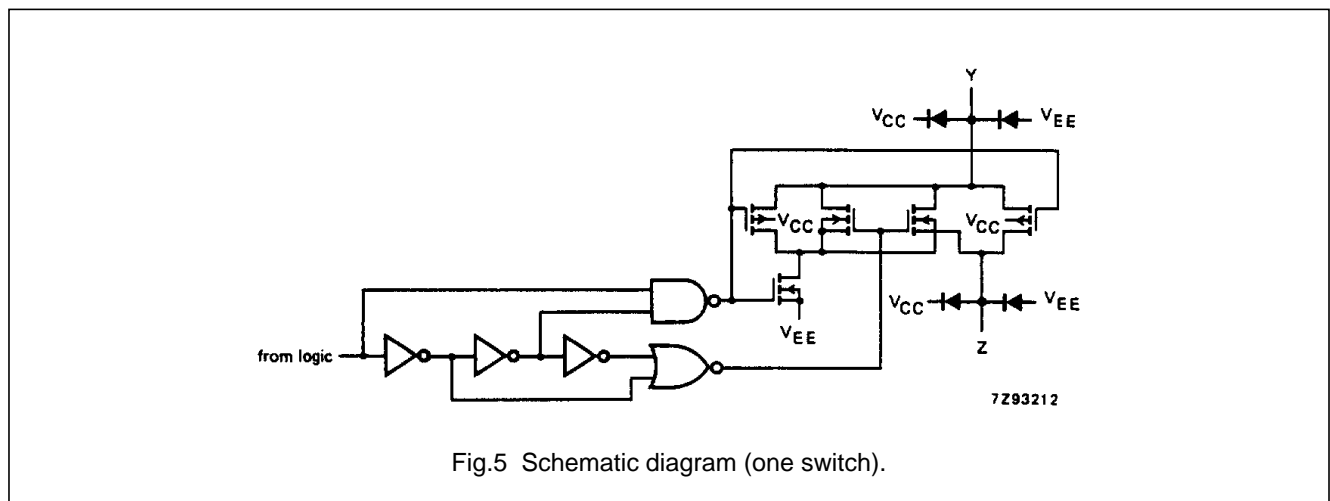 Y
VCC VEE
VCC VCC
VCC VEE
VEE
from logic
Z
7Z93212
Fig.5 Schematic diagram (one switch).